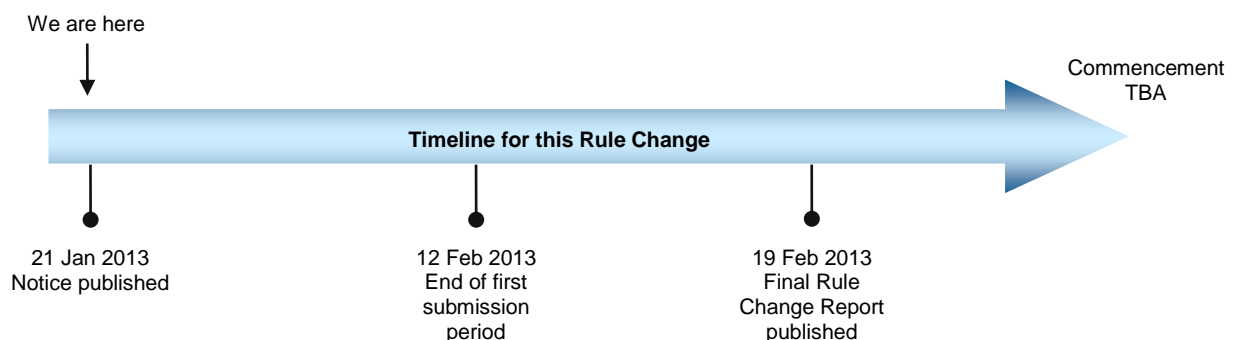 We are here
Commencement
TBA
Timeline for this Rule Change
21 Jan 2013
Notice published
12 Feb 2013
End of first
submission
period
19 Feb 2013
Final Rule
Change Report
published